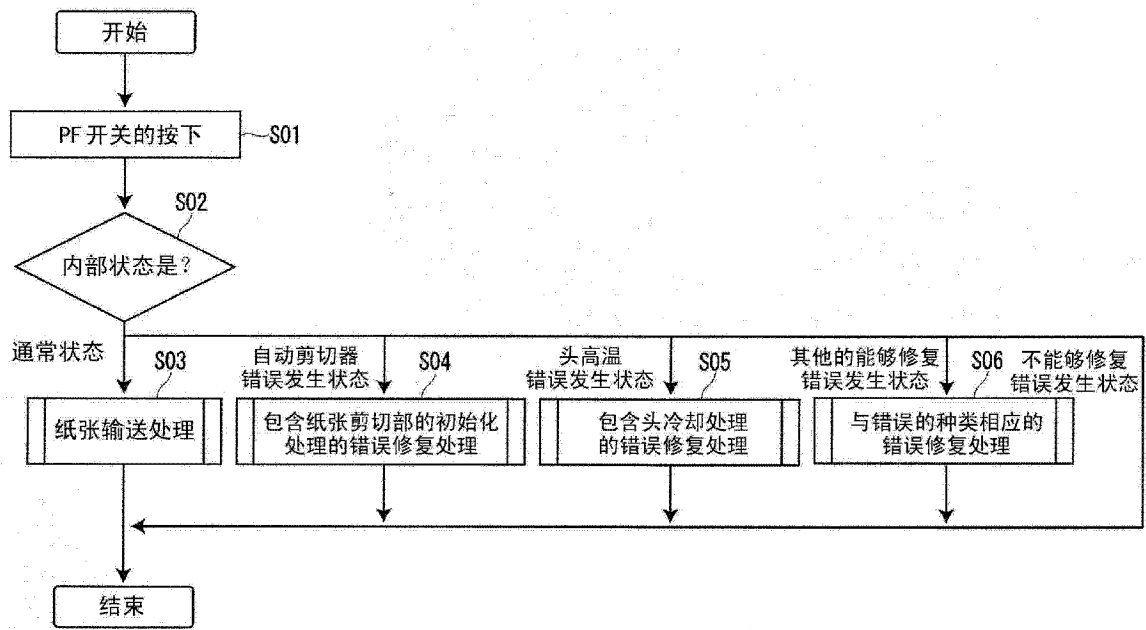 开始
PF开关的按下
S01
S02
内部状态是?
通常状态
S03
纸张输送处理
自动剪切器
错误发生状态
S04
包含纸张剪切部的初始化
处理的错误修复处理
头高温
错误发生状态
S05
包含头冷却处理
的错误修复处理
其他的能够修复
错误发生状态
S06
与错误的种类相应的
错误修复处理
不能够修复
错误发生状态
结束